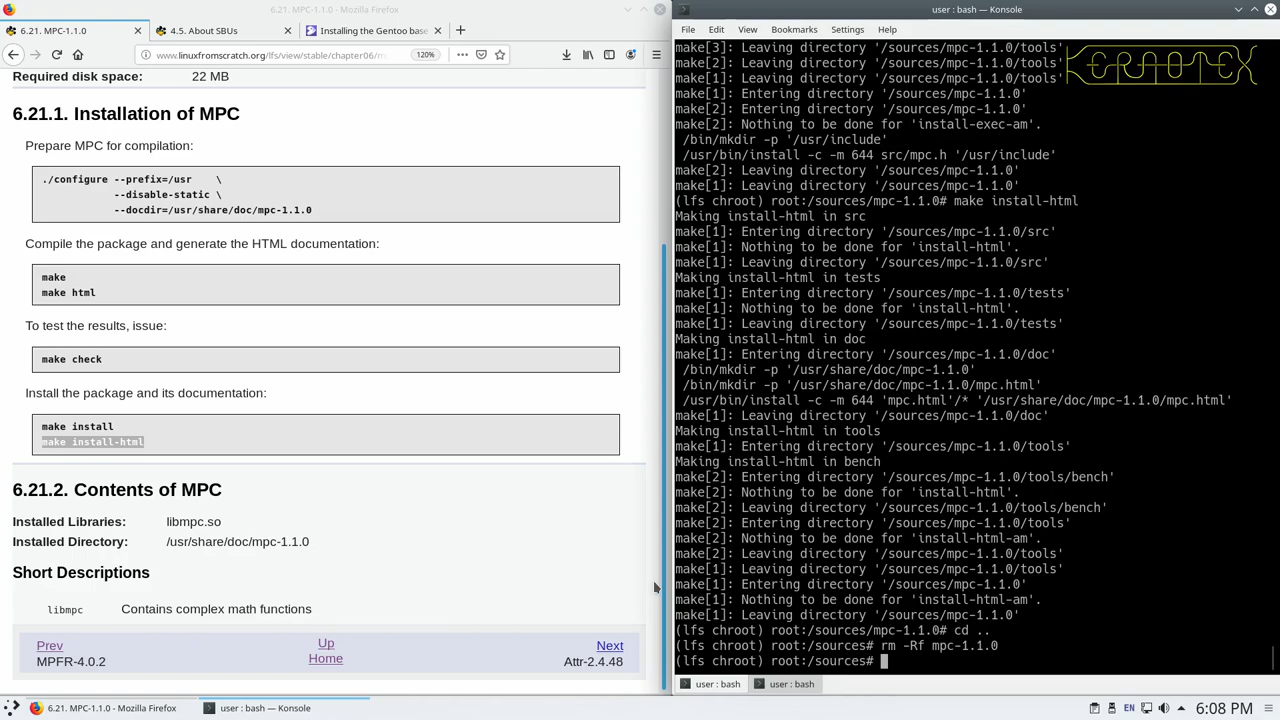 6.21. MPC-1.1.0 - Mozilla Firefox
6.21. MPC-1.1.0
4.5. About SBUs
Installing the Gentoo base
www.linuxfromscratch.org/lfs/view/stable/chapter06/m
120%
Required disk space: 22 MB
6.21.1. Installation of MPC
Prepare MPC for compilation:
./configure --prefix=/usr \
--disable-static \
--docdir=/usr/share/doc/mpc-1.1.0
Compile the package and generate the HTML documentation:
make
make html
To test the results, issue:
make check
Install the package and its documentation:
make install
make install-html
6.21.2. Contents of MPC
Installed Libraries: libmpc.so
Installed Directory: /usr/share/doc/mpc-1.1.0
Short Descriptions
libmpc Contains complex math functions
Prev Up Next
MPFR-4.0.2 Home Attr-2.4.48
user : bash — Konsole
File Edit View Bookmarks Settings Help
make[3]: Leaving directory '/sources/mpc-1.1.0/tools'
make[2]: Leaving directory '/sources/mpc-1.1.0/tools'
make[1]: Leaving directory '/sources/mpc-1.1.0/tools'
make[1]: Entering directory '/sources/mpc-1.1.0'
make[2]: Entering directory '/sources/mpc-1.1.0'
make[2]: Nothing to be done for 'install-exec-am'.
/bin/mkdir -p '/usr/include'
/usr/bin/install -c -m 644 src/mpc.h '/usr/include'
make[2]: Leaving directory '/sources/mpc-1.1.0'
make[1]: Leaving directory '/sources/mpc-1.1.0'
(lfs chroot) root:/sources/mpc-1.1.0# make install-html
Making install-html in src
make[1]: Entering directory '/sources/mpc-1.1.0/src'
make[1]: Nothing to be done for 'install-html'.
make[1]: Leaving directory '/sources/mpc-1.1.0/src'
Making install-html in tests
make[1]: Entering directory '/sources/mpc-1.1.0/tests'
make[1]: Nothing to be done for 'install-html'.
make[1]: Leaving directory '/sources/mpc-1.1.0/tests'
Making install-html in doc
make[1]: Entering directory '/sources/mpc-1.1.0/doc'
/bin/mkdir -p '/usr/share/doc/mpc-1.1.0'
/bin/mkdir -p '/usr/share/doc/mpc-1.1.0/mpc.html'
/usr/bin/install -c -m 644 'mpc.html'/* '/usr/share/doc/mpc-1.1.0/mpc.html'
make[1]: Leaving directory '/sources/mpc-1.1.0/doc'
Making install-html in tools
make[1]: Entering directory '/sources/mpc-1.1.0/tools'
Making install-html in bench
make[2]: Entering directory '/sources/mpc-1.1.0/tools/bench'
make[2]: Nothing to be done for 'install-html'.
make[2]: Leaving directory '/sources/mpc-1.1.0/tools/bench'
make[2]: Entering directory '/sources/mpc-1.1.0/tools'
make[2]: Nothing to be done for 'install-html-am'.
make[2]: Leaving directory '/sources/mpc-1.1.0/tools'
make[1]: Leaving directory '/sources/mpc-1.1.0/tools'
make[1]: Entering directory '/sources/mpc-1.1.0'
make[1]: Nothing to be done for 'install-html-am'.
make[1]: Leaving directory '/sources/mpc-1.1.0'
(lfs chroot) root:/sources/mpc-1.1.0# cd ..
(lfs chroot) root:/sources# rm -Rf mpc-1.1.0
(lfs chroot) root:/sources#
user : bash
user : bash
6.21. MPC-1.1.0 - Mozilla Firefox
user : bash — Konsole
EN
6:08 PM